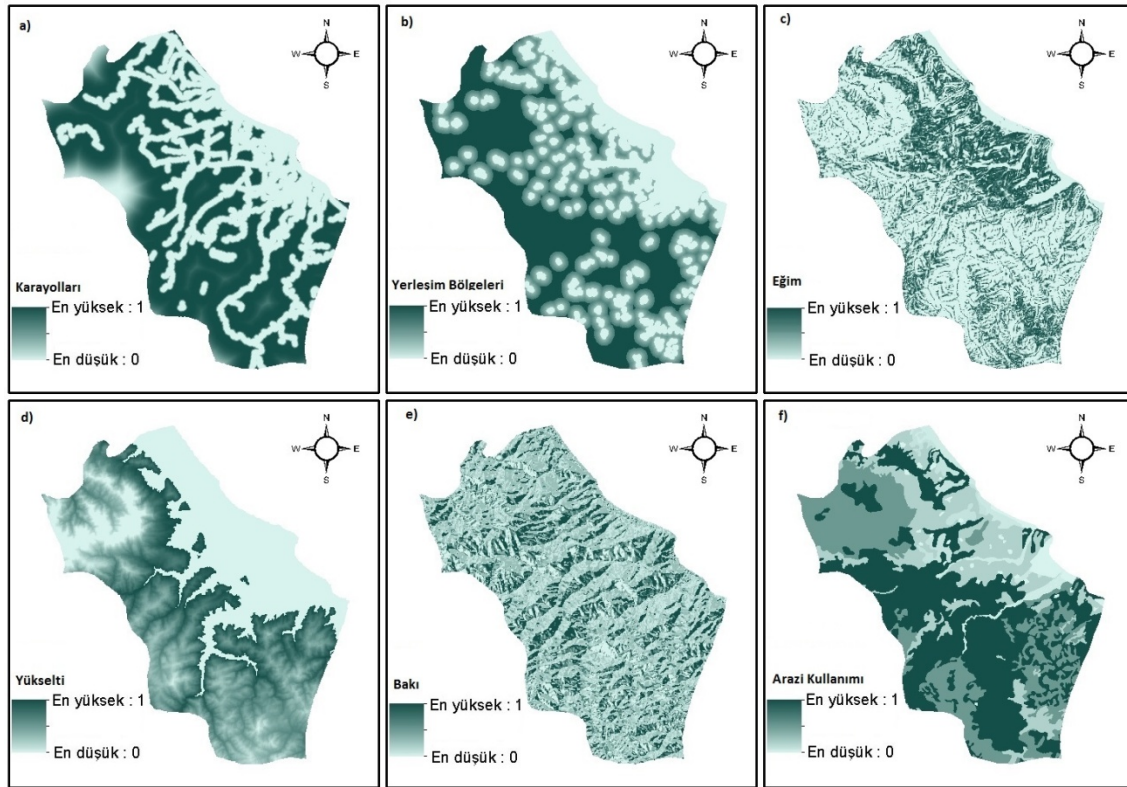 a)
N
W E
S
Karayolları
En yüksek : 1
En düşük : 0
b)
N
W E
S
Yerleşim Bölgeleri
En yüksek : 1
En düşük : 0
c)
N
W E
S
Eğim
En yüksek : 1
En düşük : 0
d)
N
W E
S
Yükselti
En yüksek : 1
En düşük : 0
e)
N
W E
S
Bakı
En yüksek : 1
En düşük : 0
f)
N
W E
S
Arazi Kullanımı
En yüksek : 1
En düşük : 0